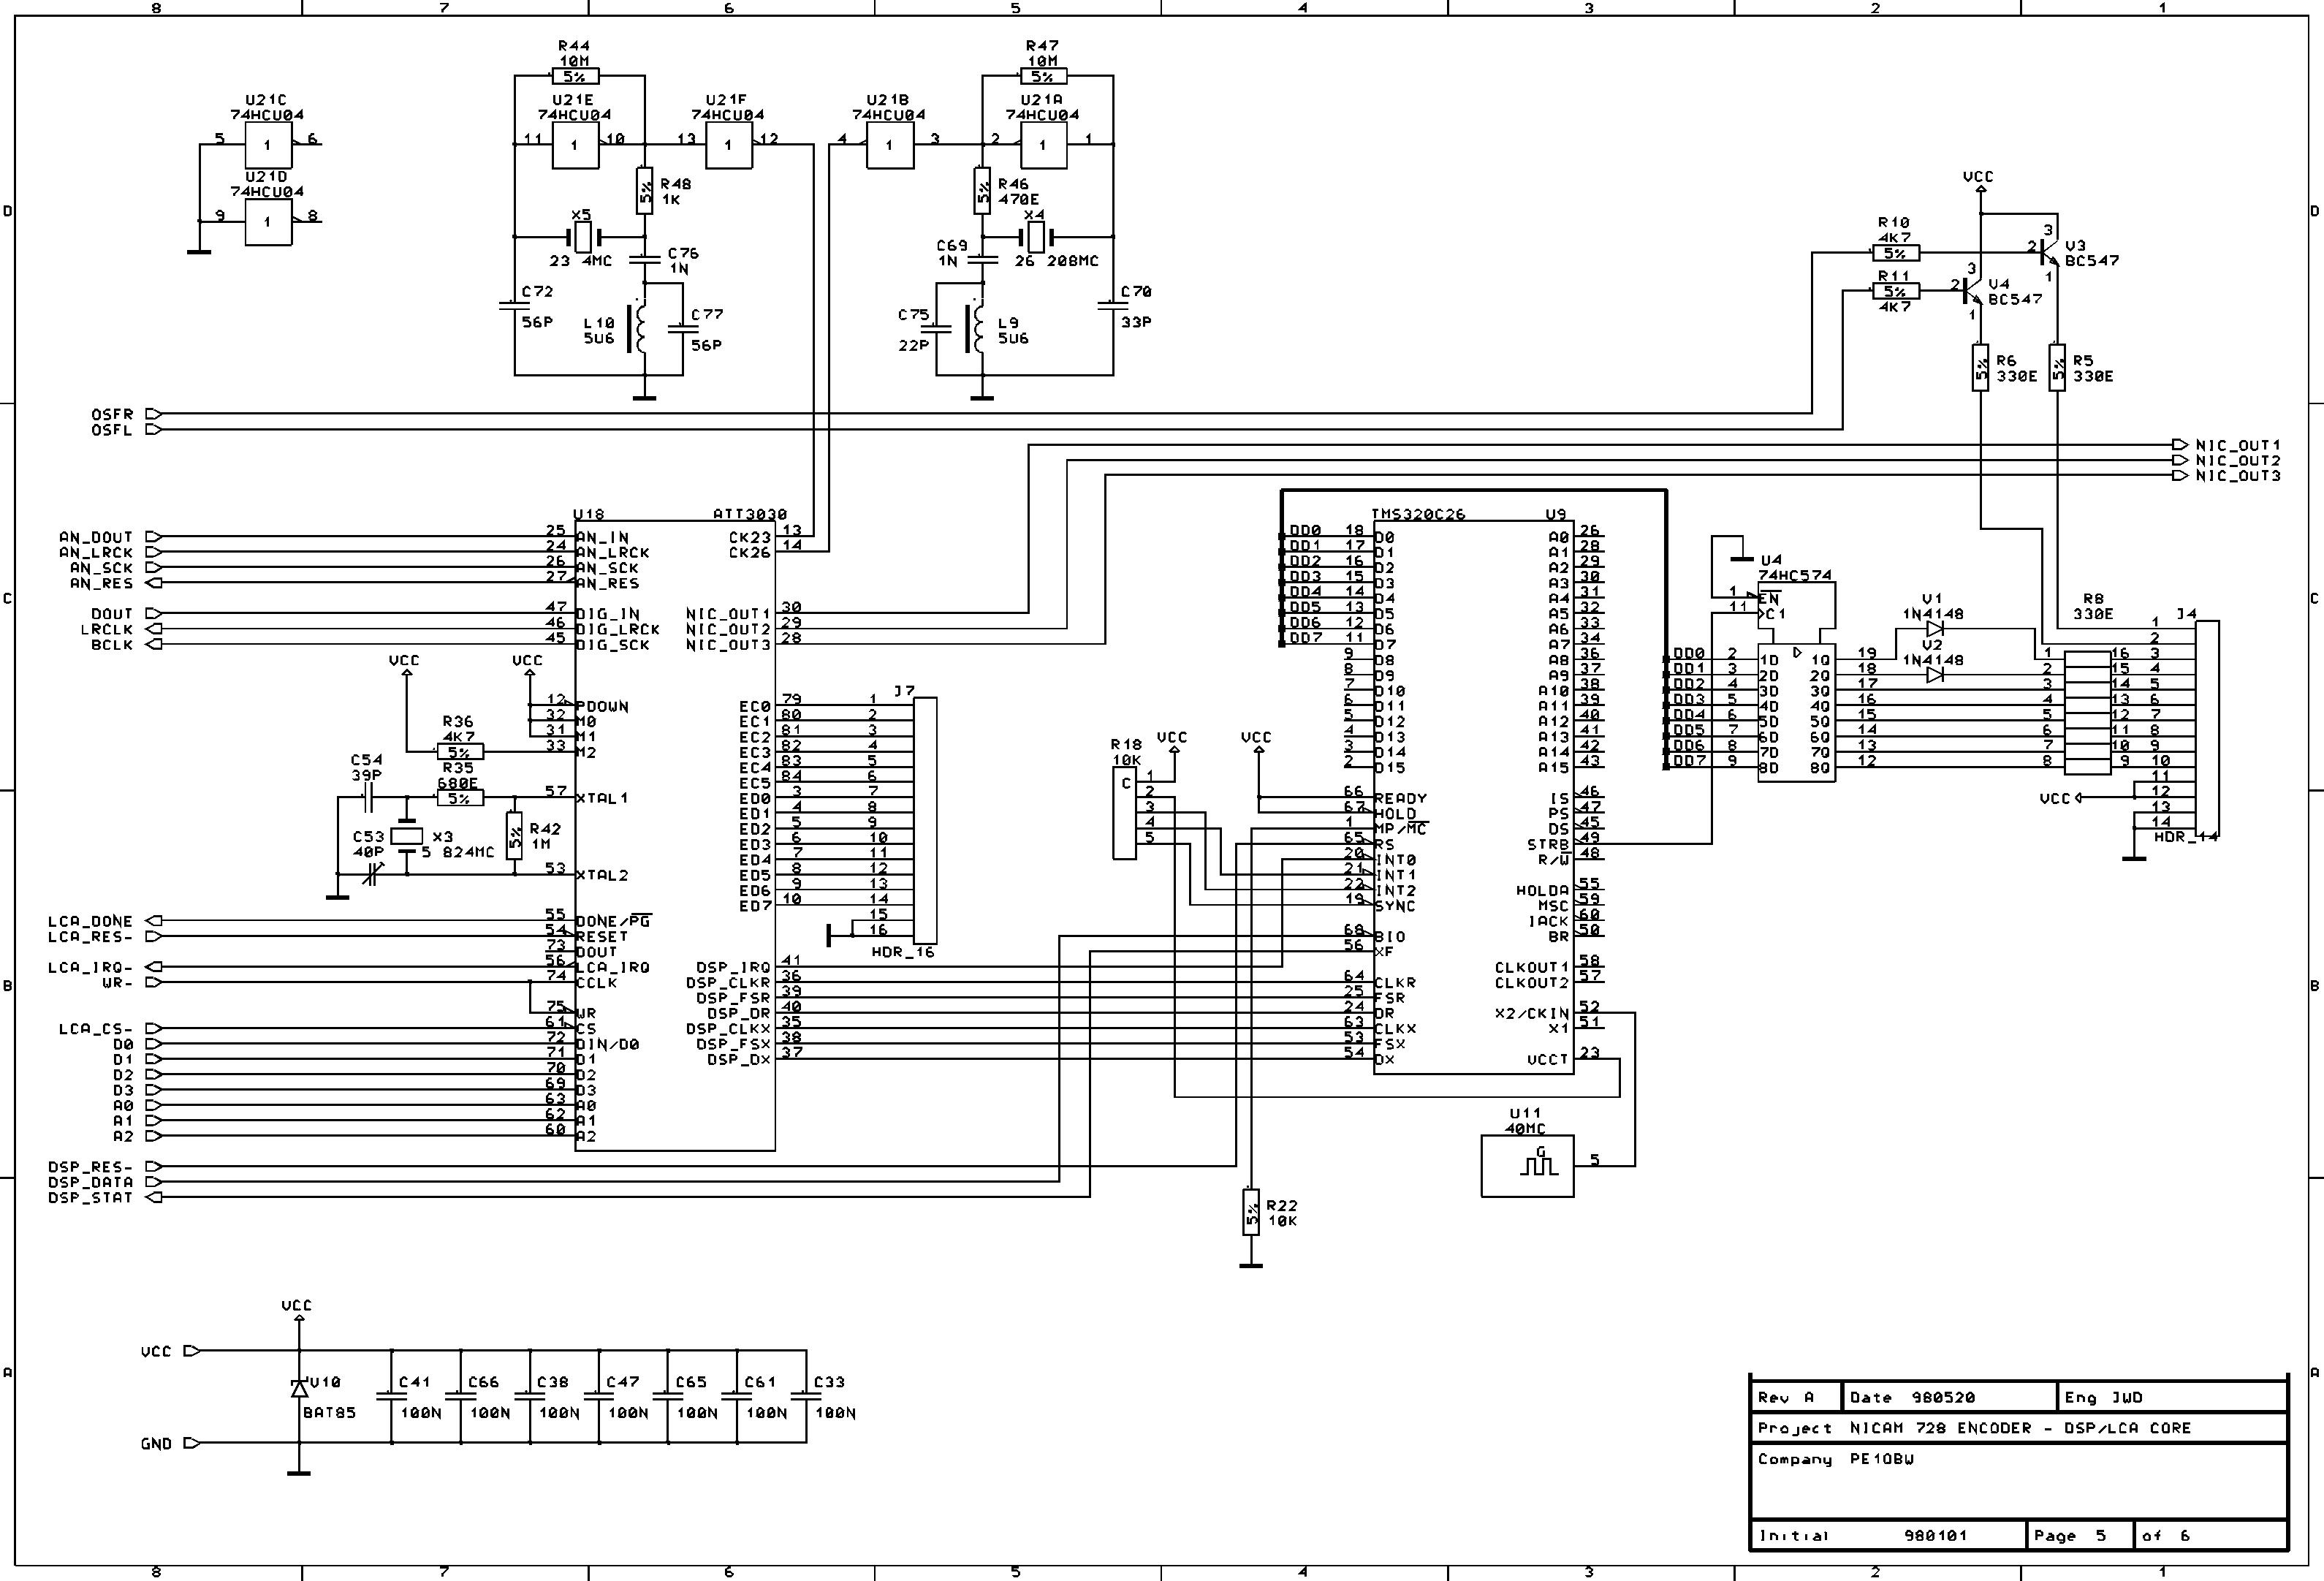 8 7 6 5 4 3 2 1
R44
10M
5%
R47
10M
5%
U21C
74HCU04
5 1 6
U21D
74HCU04
9 1 8
U21E
74HCU04
11 1 10
U21F
74HCU04
13 1 12
U21B
74HCU04
4 1 3
U21A
74HCU04
2 1 1
R48
1K
5%
X5
23 4MC
C76
1N
C72
56P
L10
5U6
C77
56P
R46
470E
5%
X4
26 208MC
C69
1N
C75
22P
L9
5U6
C70
33P
VCC
R10
4K7
5%
R11
5%
4K7
3
2
1
V3
BC547
3
2
1
V4
BC547
R6
330E
5%
R5
330E
5%
D D
OSFR
OSFL
NIC_OUT1
NIC_OUT2
NIC_OUT3
U18 ATT3030
AN_DOUT 25 AN_IN
AN_LRCK 24 AN_LRCK
AN_SCK 26 AN_SCK
AN_RES 27 AN_RES
DOUT 47 DIG_IN
LRCLK 46 DIG_LRCK
BCLK 45 DIG_SCK
CK23 13
CK26 14
NIC_OUT1 30
NIC_OUT2 29
NIC_OUT3 28
C C
VCC VCC
12 PDOWN
32 M0
31 M1
33 M2
R36
4K7
5%
R35
680E
5%
C54
39P
57 XTAL1
C53
40P
X3
5 824MC
R42
1M
5%
53 XTAL2
EC0 79 1
EC1 80 2
EC2 81 3
EC3 82 4
EC4 83 5
EC5 84 6
ED0 3 7
ED1 4 8
ED2 5 9
ED3 6 10
ED4 7 11
ED5 8 12
ED6 9 13
ED7 10 14
15
16
J7
HDR_16
LCA_DONE 55 DONE/PG
LCA_RES- 54 RESET
73 DOUT
LCA_IRQ- 56 LCA_IRQ
WR- 74 CCLK
75 WR
LCA_CS- 61 CS
D0 72 DIN/D0
D1 71 D1
D2 70 D2
D3 69 D3
A0 63 A0
A1 62 A1
A2 60 A2
DSP_IRQ 41
DSP_CLKR 36
DSP_FSR 39
DSP_DR 40
DSP_CLKX 35
DSP_FSX 38
DSP_DX 37
B B
DSP_RES-
DSP_DATA
DSP_STAT
TMS320C26 U9
DD0 18 D0
DD1 17 D1
DD2 16 D2
DD3 15 D3
DD4 14 D4
DD5 13 D5
DD6 12 D6
DD7 11 D7
9 D8
8 D9
7 D10
6 D11
5 D12
4 D13
3 D14
2 D15
66 READY
67 HOLD
1 MP/MC
65 RS
20 INT0
21 INT1
22 INT2
19 SYNC
68 BIO
56 XF
64 CLKR
25 FSR
24 DR
63 CLKX
53 FSX
54 DX
A0 26
A1 28
A2 29
A3 30
A4 31
A5 32
A6 33
A7 34
A8 36
A9 37
A10 38
A11 39
A12 40
A13 41
A14 42
A15 43
IS 46
PS 47
DS 45
STRB 49
R/W 48
HOLDA 55
MSC 59
IACK 60
BR 50
CLKOUT1 58
CLKOUT2 57
X2/CKIN 52
X1 51
VCCT 23
R18
10K
C
1
2
3
4
5
VCC VCC
U11
40MC
G
5
R22
10K
5%
U4
74HC574
1 EN
11 C1
DD0 2 1D 1Q 19
DD1 3 2D 2Q 18
DD2 4 3D 3Q 17
DD3 5 4D 4Q 16
DD4 6 5D 5Q 15
DD5 7 6D 6Q 14
DD6 8 7D 7Q 13
DD7 9 8D 8Q 12
V1
1N4148
V2
1N4148
R8
330E
1 16
2 15
3 14
4 13
5 12
6 11
7 10
8 9
J4
1
2
3
4
5
6
7
8
9
10
11
12
13
14
VCC
HDR_14
VCC
VCC
GND
V10
BAT85
C41
100N
C66
100N
C38
100N
C47
100N
C65
100N
C61
100N
C33
100N
A A
Rev A Date 980520 Eng JWD
Project NICAM 728 ENCODER - DSP/LCA CORE
Company PE1OBW
Initial 980101 Page 5 of 6
8 7 6 5 4 3 2 1